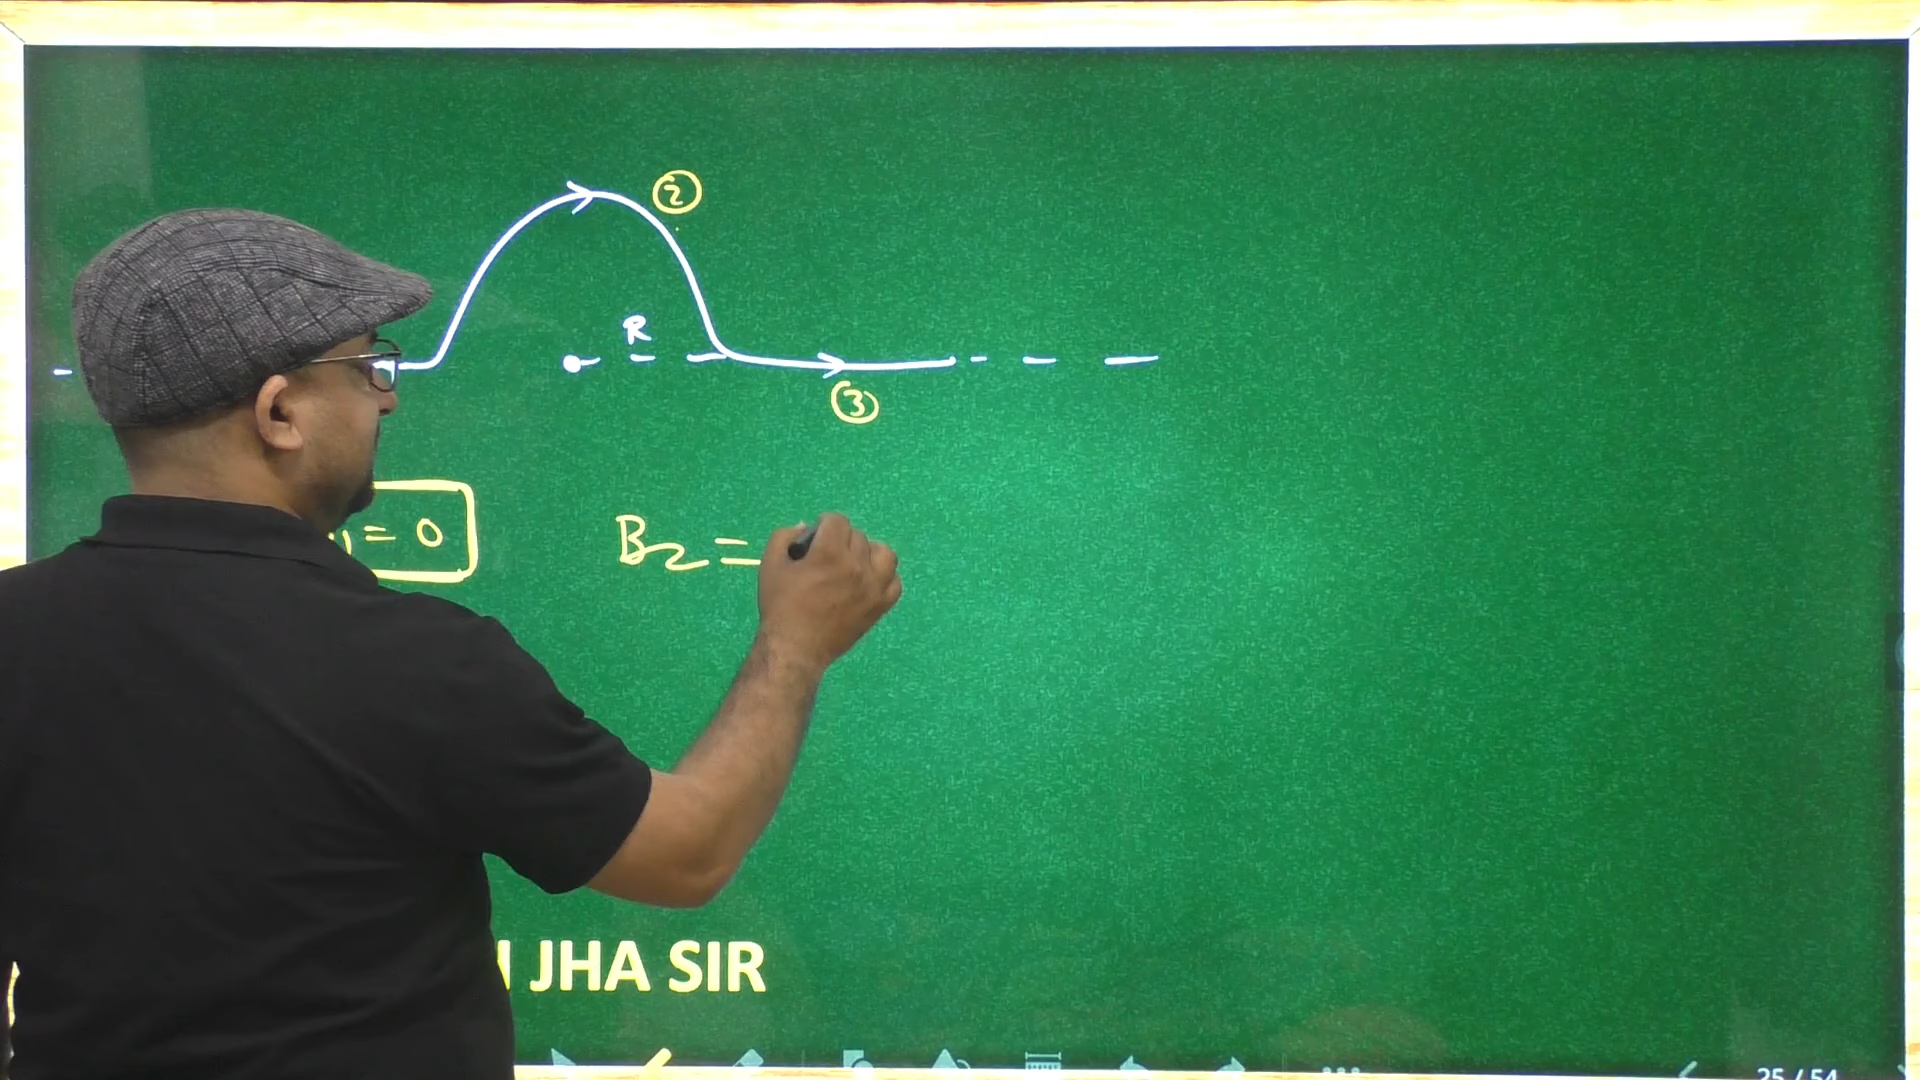 ②
R
③
= 0
B₂ =
JHA SIR
25 / 54